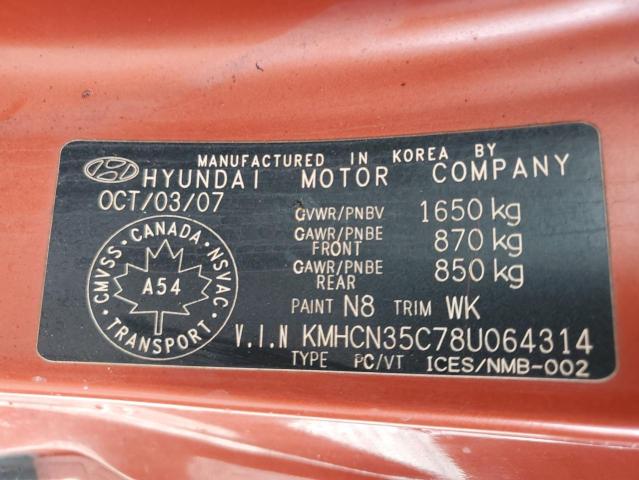 MANUFACTURED IN KOREA BY
HYUNDAI MOTOR COMPANY
OCT/03/07
GVWR/PNBV 1650 kg
GAWR/PNBE FRONT 870 kg
GAWR/PNBE REAR 850 kg
CMVSS · CANADA · NSVAC
A54
TRANSPORT
PAINT N8 TRIM WK
V.I.N KMHCN35C78U064314
TYPE PC/VT ICES/NMB-002